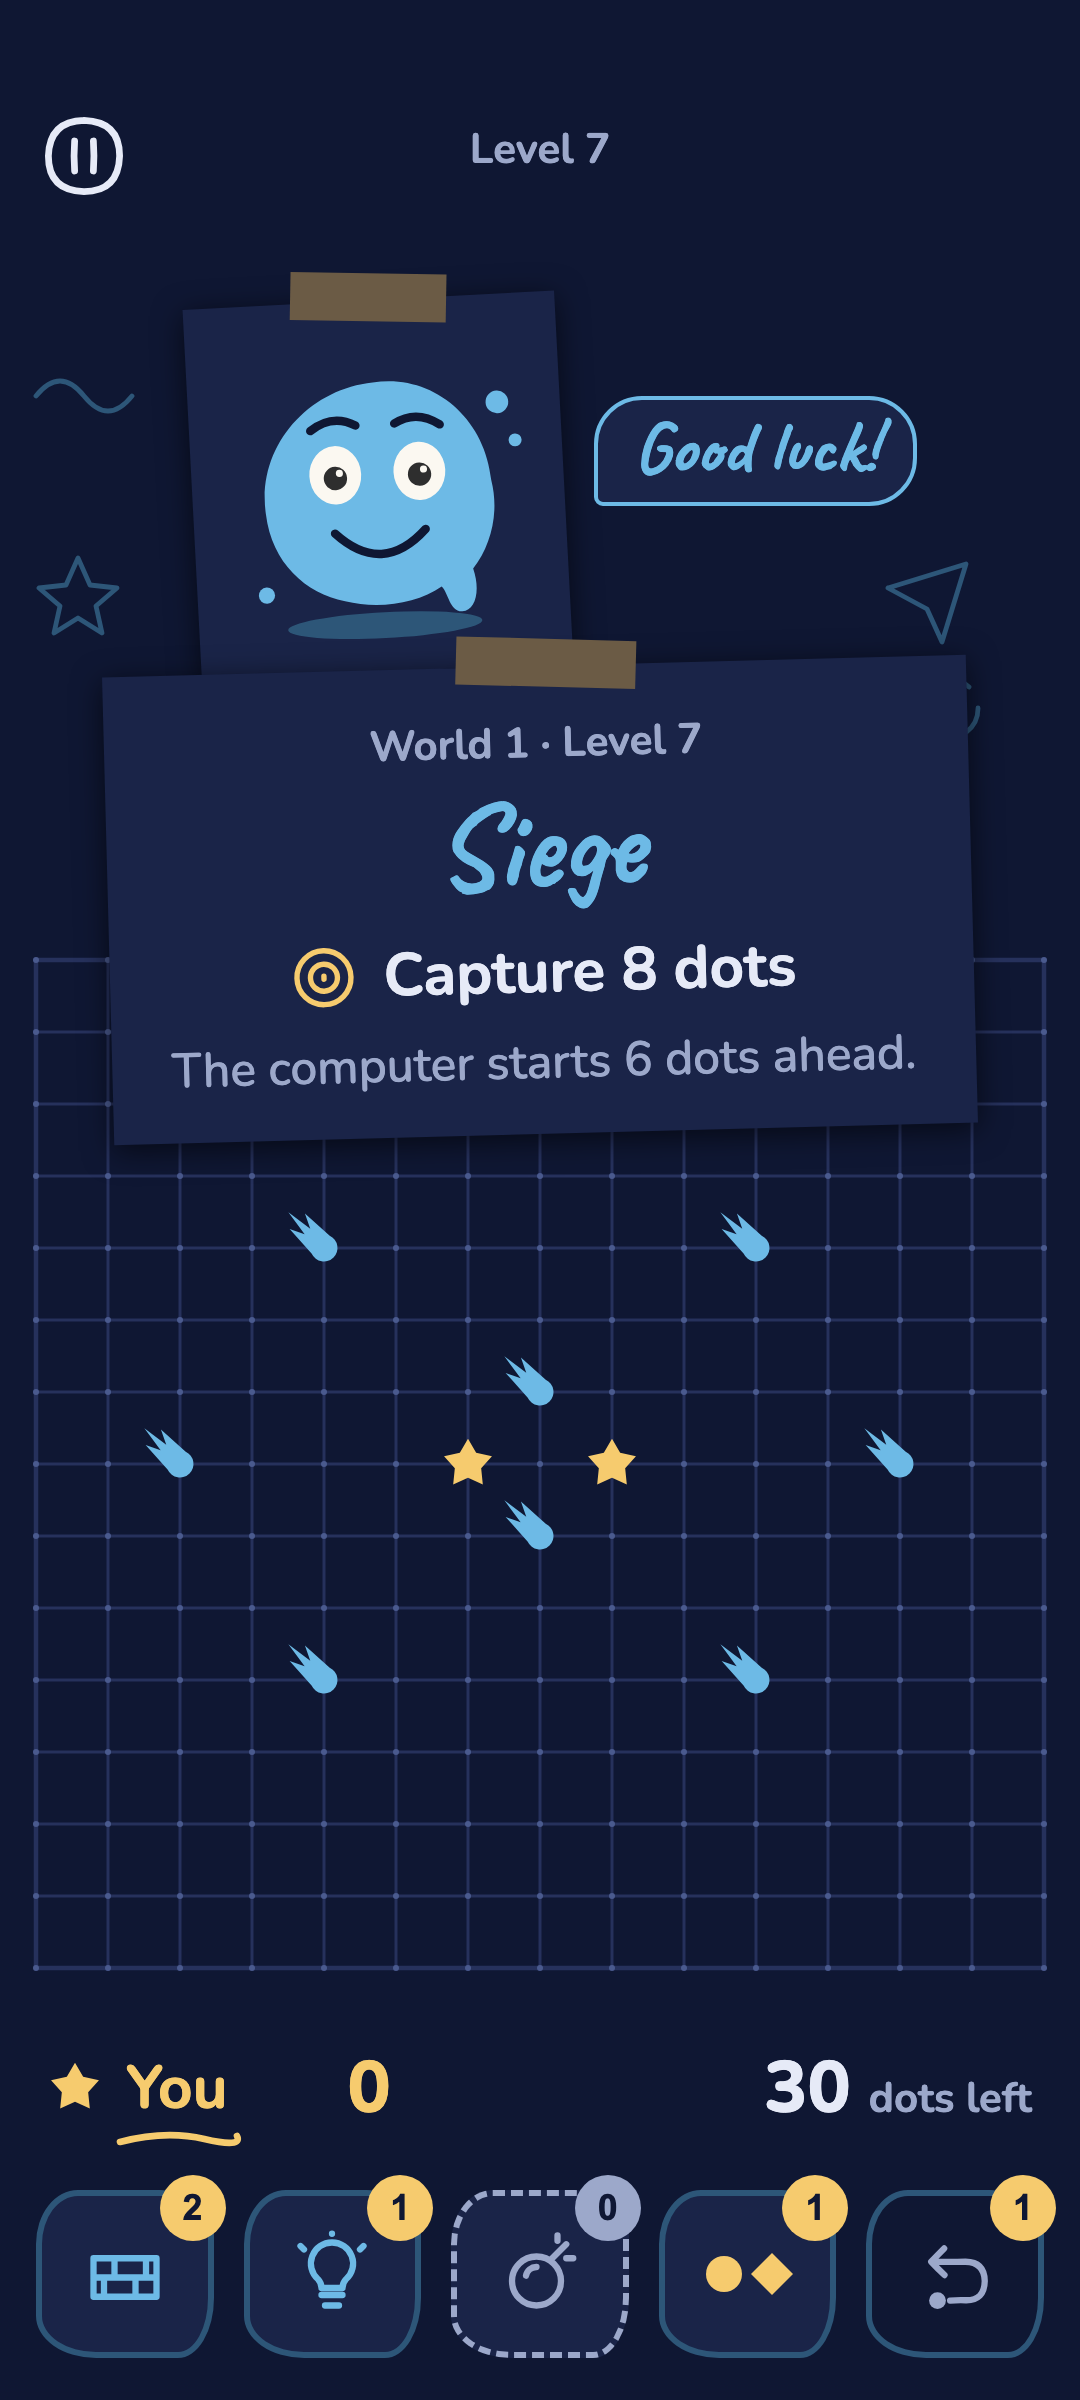 Level 7
Good luck!
World 1 · Level 7
Siege
Capture 8 dots
The computer starts 6 dots ahead.
You 0 30 dots left
2 1 0 1 1